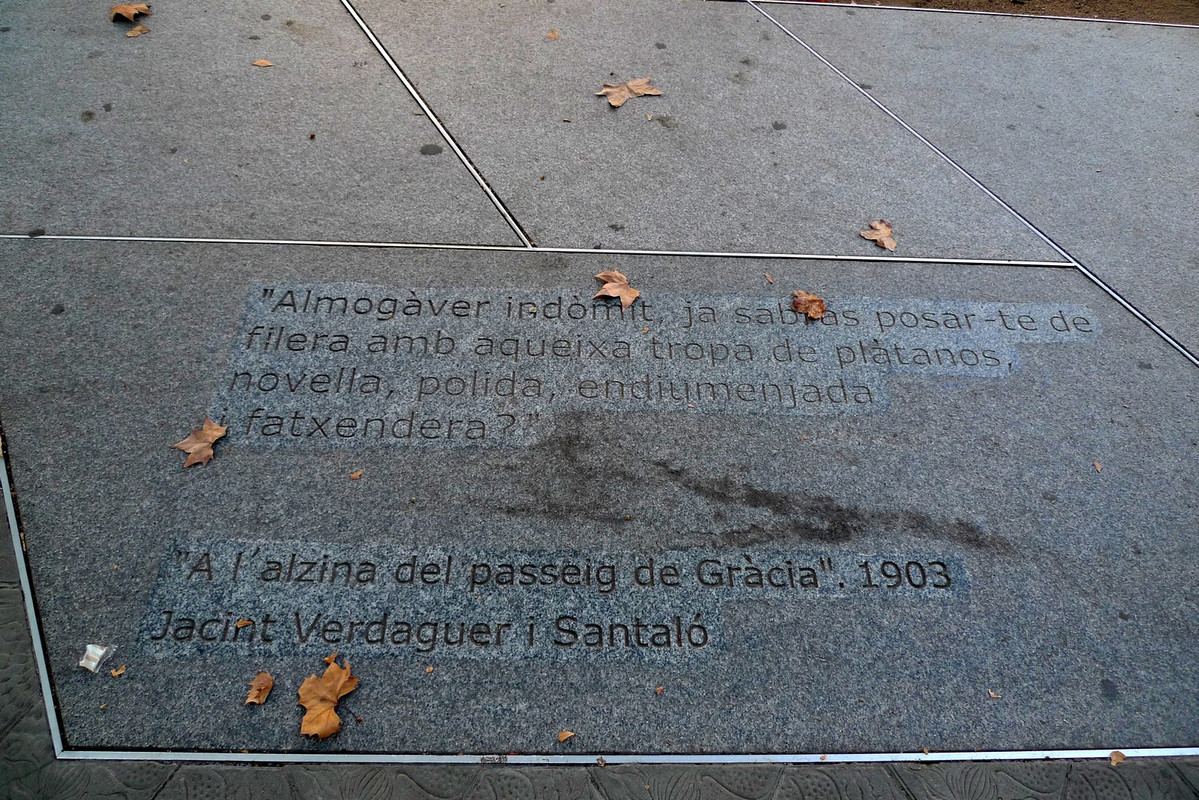 "Almogàver indòmit, ja sabràs posar-te de
filera amb aqueixa tropa de plàtanos,
novella, polida, endiumenjada
i fatxendera?"
"A l´alzina del passeig de Gràcia". 1903
Jacint Verdaguer i Santaló